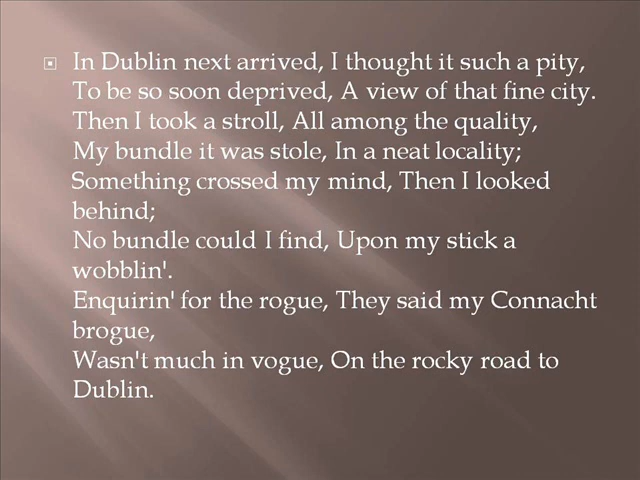 In Dublin next arrived, I thought it such a pity,
To be so soon deprived, A view of that fine city.
Then I took a stroll, All among the quality,
My bundle it was stole, In a neat locality;
Something crossed my mind, Then I looked
behind;
No bundle could I find, Upon my stick a
wobblin'.
Enquirin' for the rogue, They said my Connacht
brogue,
Wasn't much in vogue, On the rocky road to
Dublin.